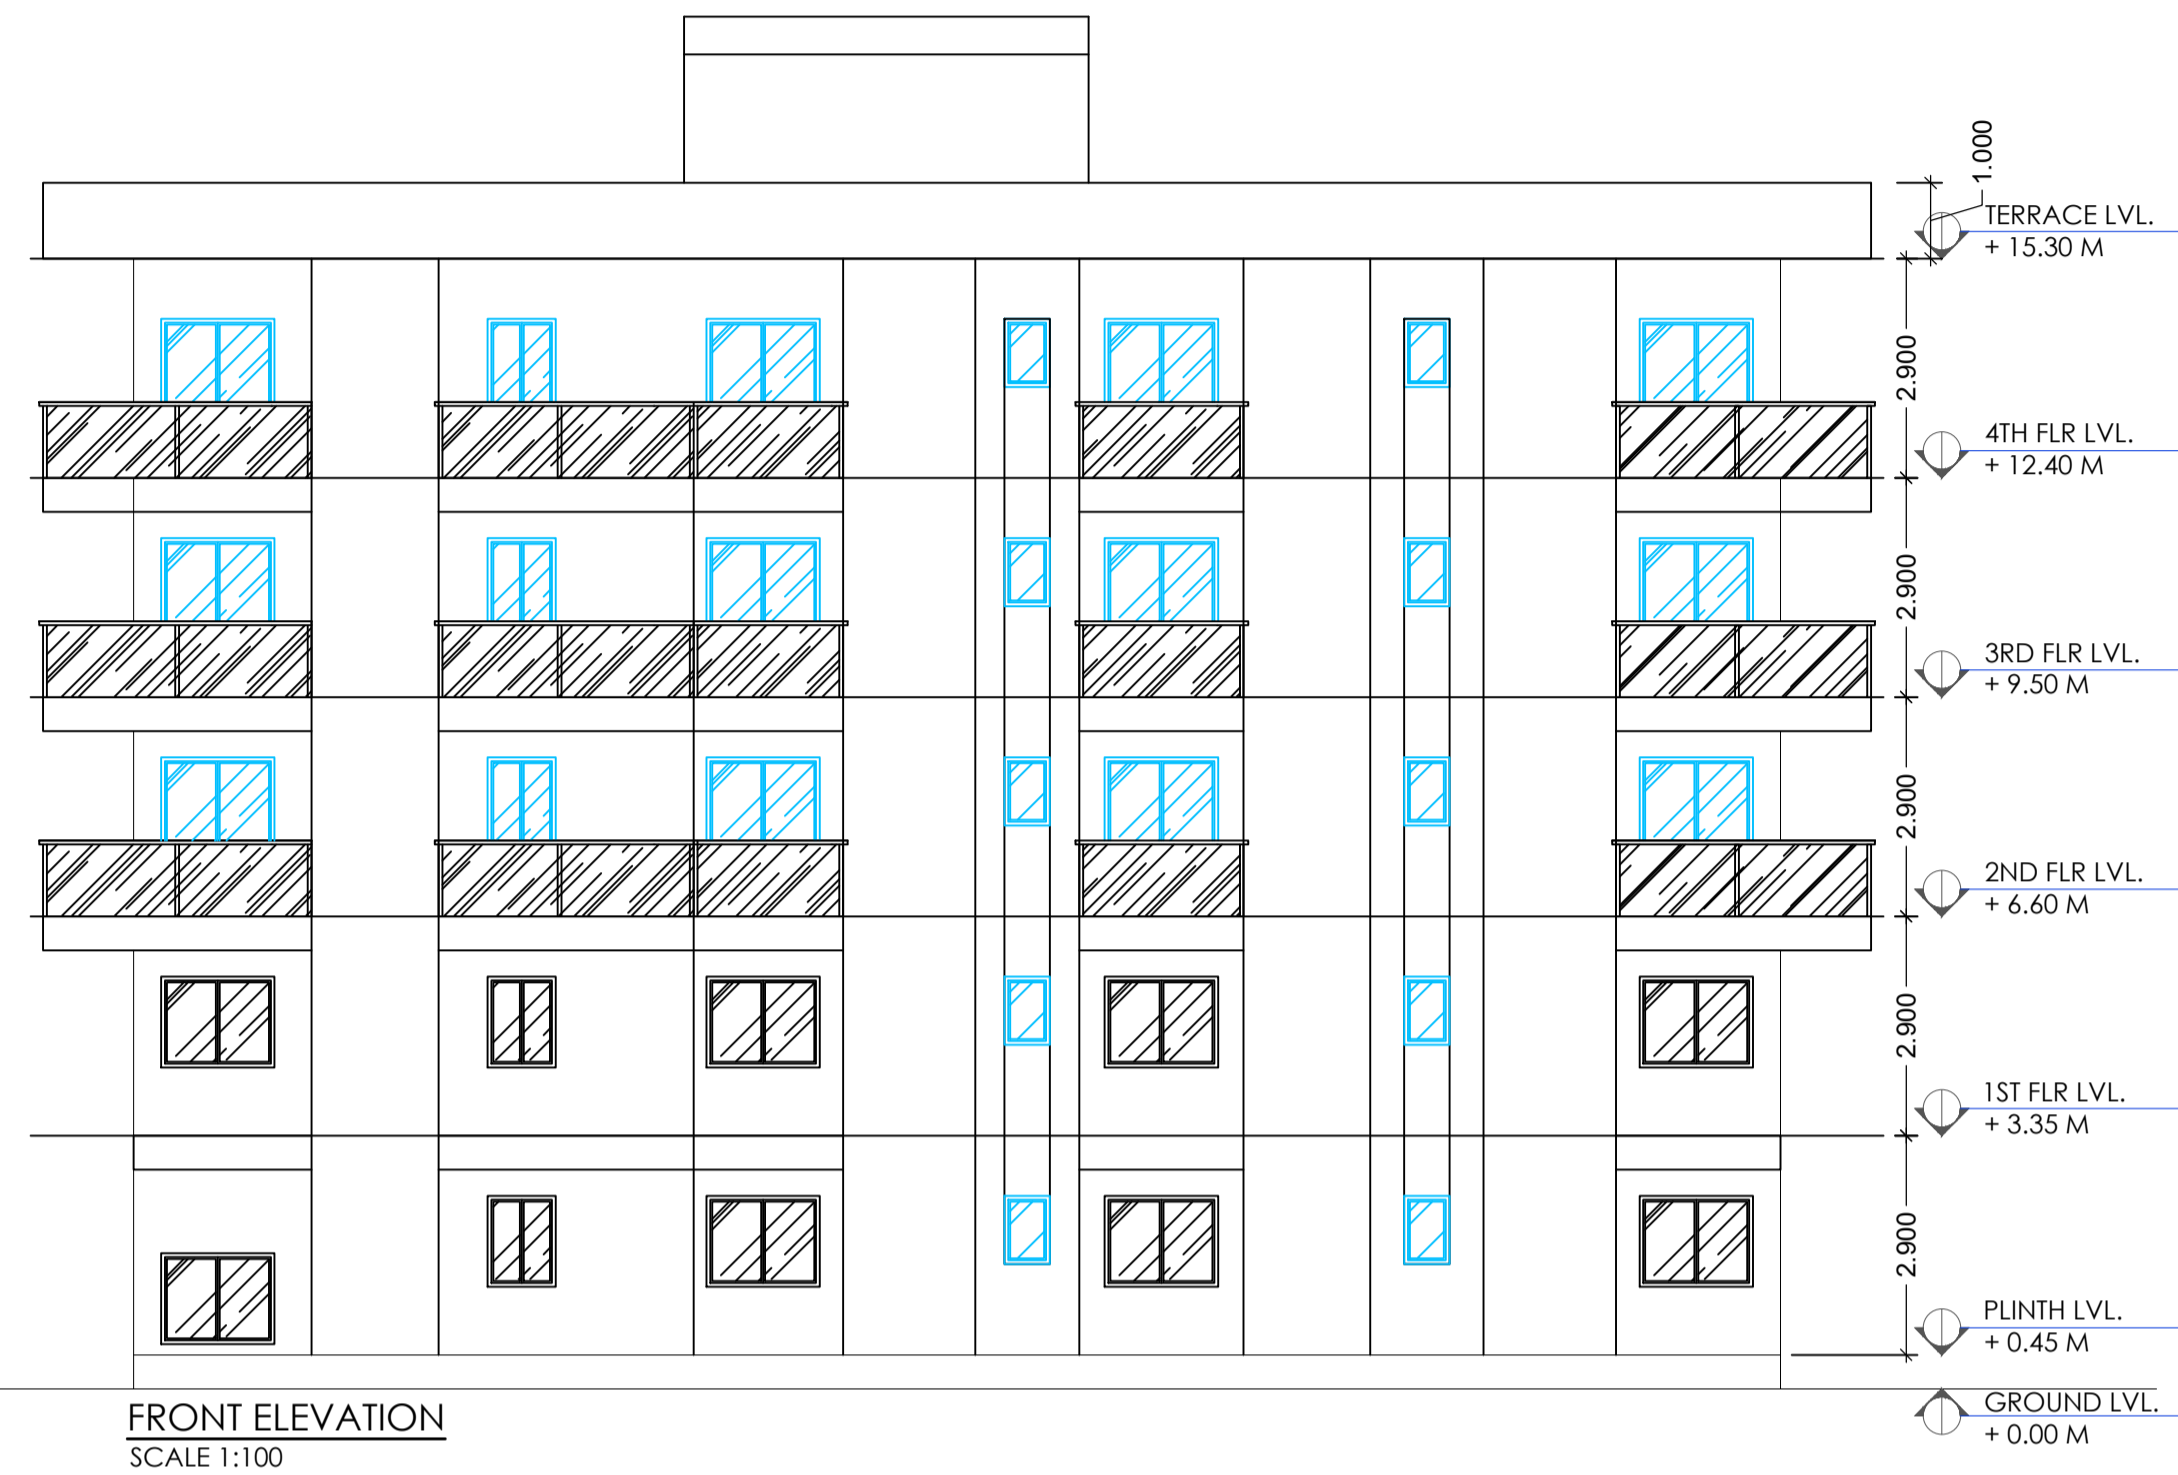 1.000
TERRACE LVL.
+ 15.30 M
2.900
4TH FLR LVL.
+ 12.40 M
2.900
3RD FLR LVL.
+ 9.50 M
2.900
2ND FLR LVL.
+ 6.60 M
2.900
1ST FLR LVL.
+ 3.35 M
2.900
PLINTH LVL.
+ 0.45 M
GROUND LVL.
+ 0.00 M
FRONT ELEVATION
SCALE 1:100